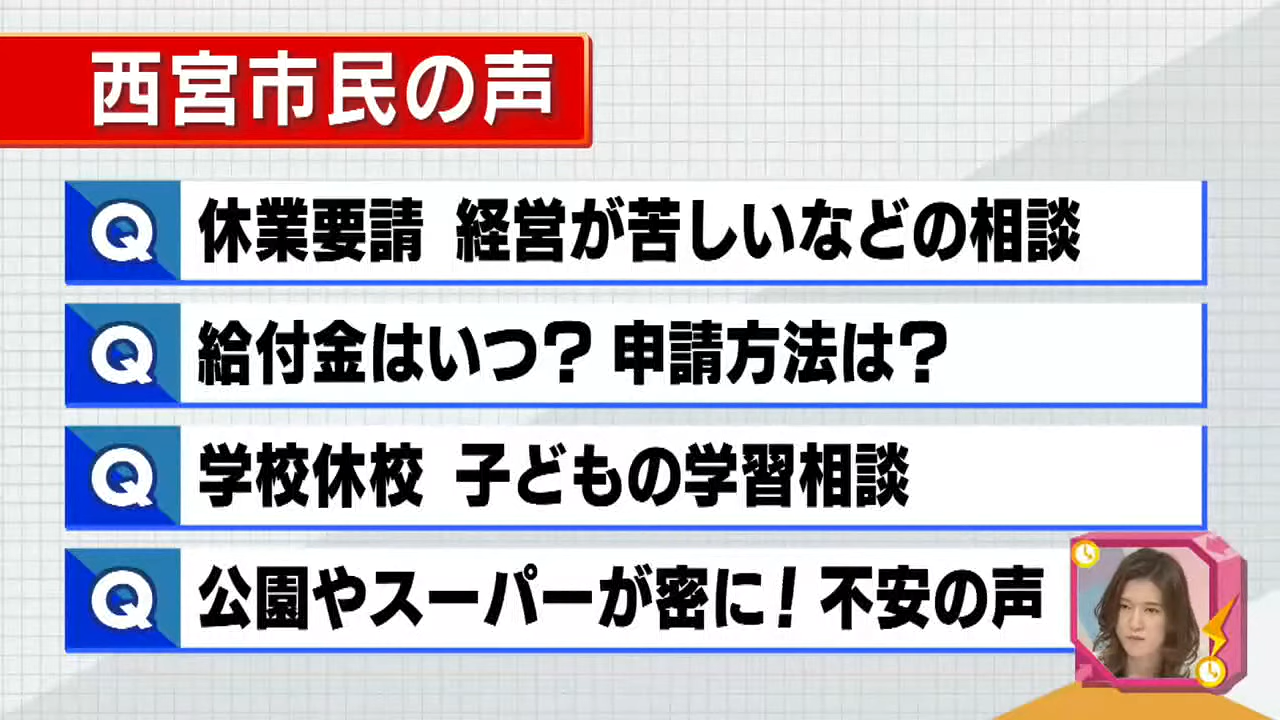 西宮市民の声
Q 休業要請 経営が苦しいなどの相談
Q 給付金はいつ? 申請方法は?
Q 学校休校 子どもの学習相談
Q 公園やスーパーが密に! 不安の声